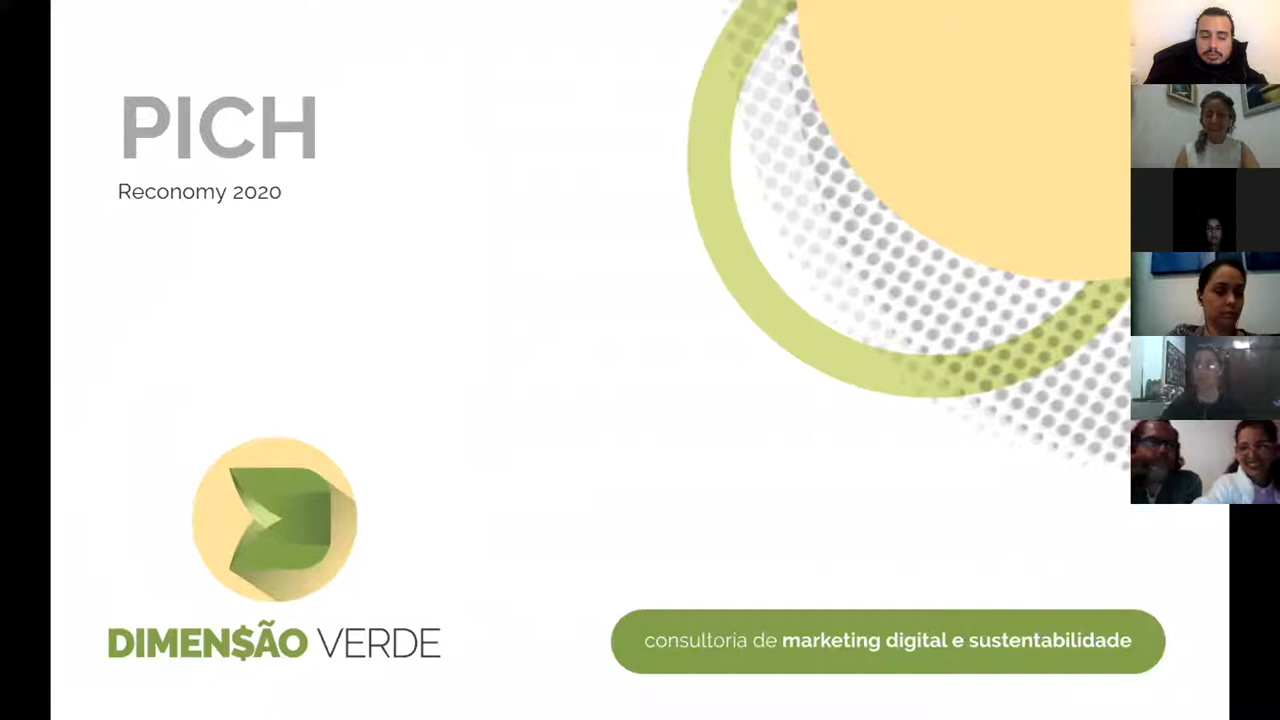 PICH
Reconomy 2020
DIMEN$ÃO VERDE
consultoria de marketing digital e sustentabilidade